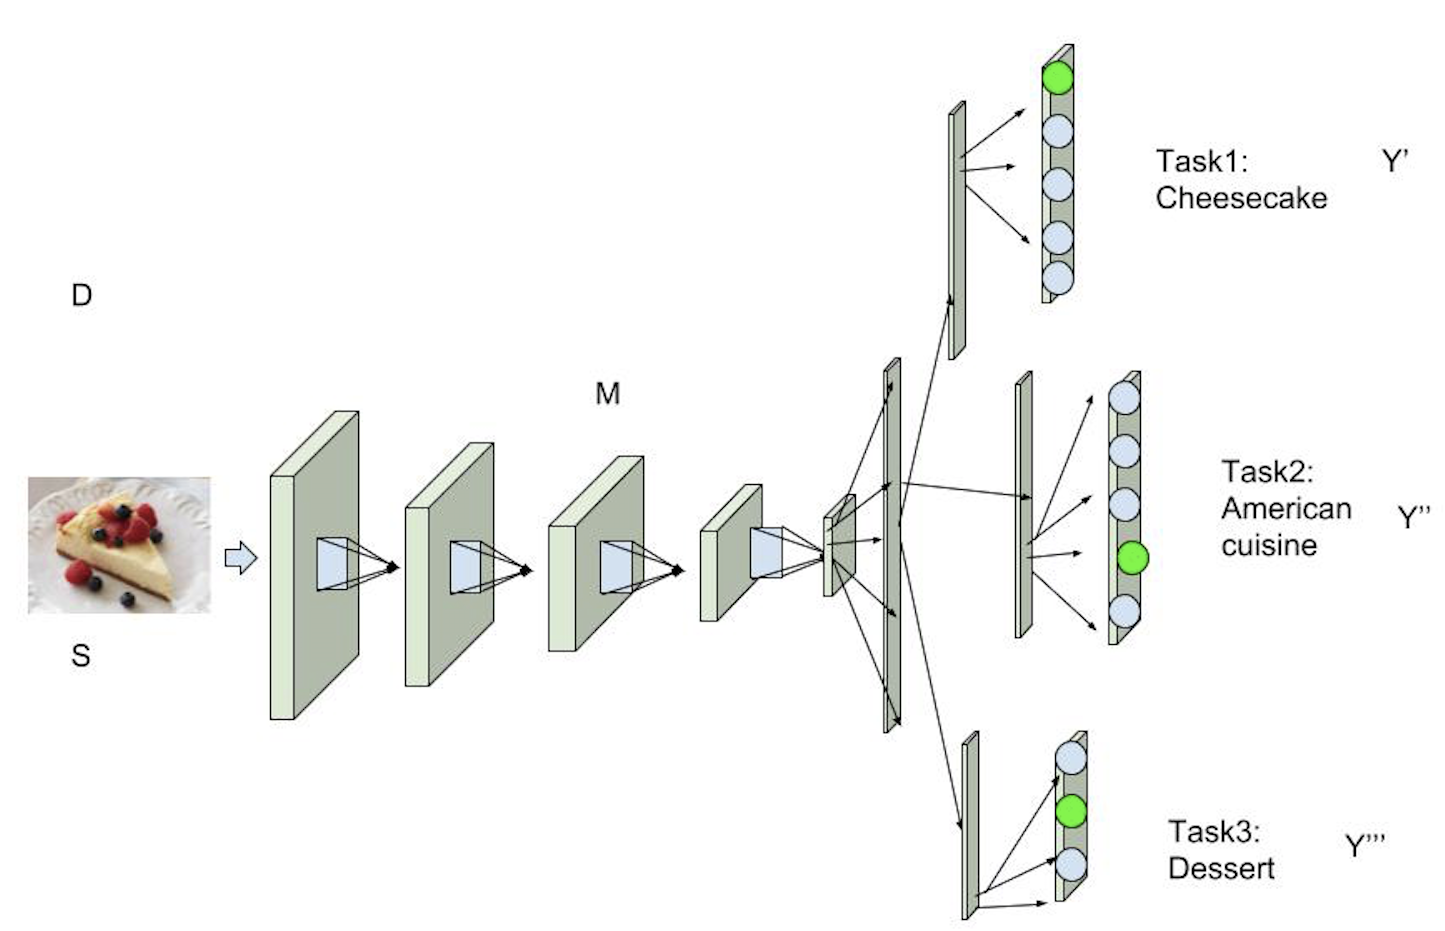 D
M
S
Task1:
Cheesecake
Y’
Task2:
American
cuisine
Y’’
Task3:
Dessert
Y’’’